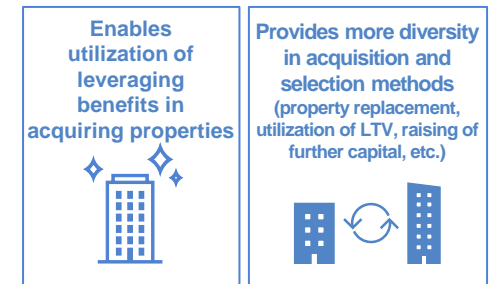 Enables
utilization of
leveraging
benefits in
acquiring properties
Provides more diversity
in acquisition and
selection methods
(property replacement,
utilization of LTV, raising of
further capital, etc.)